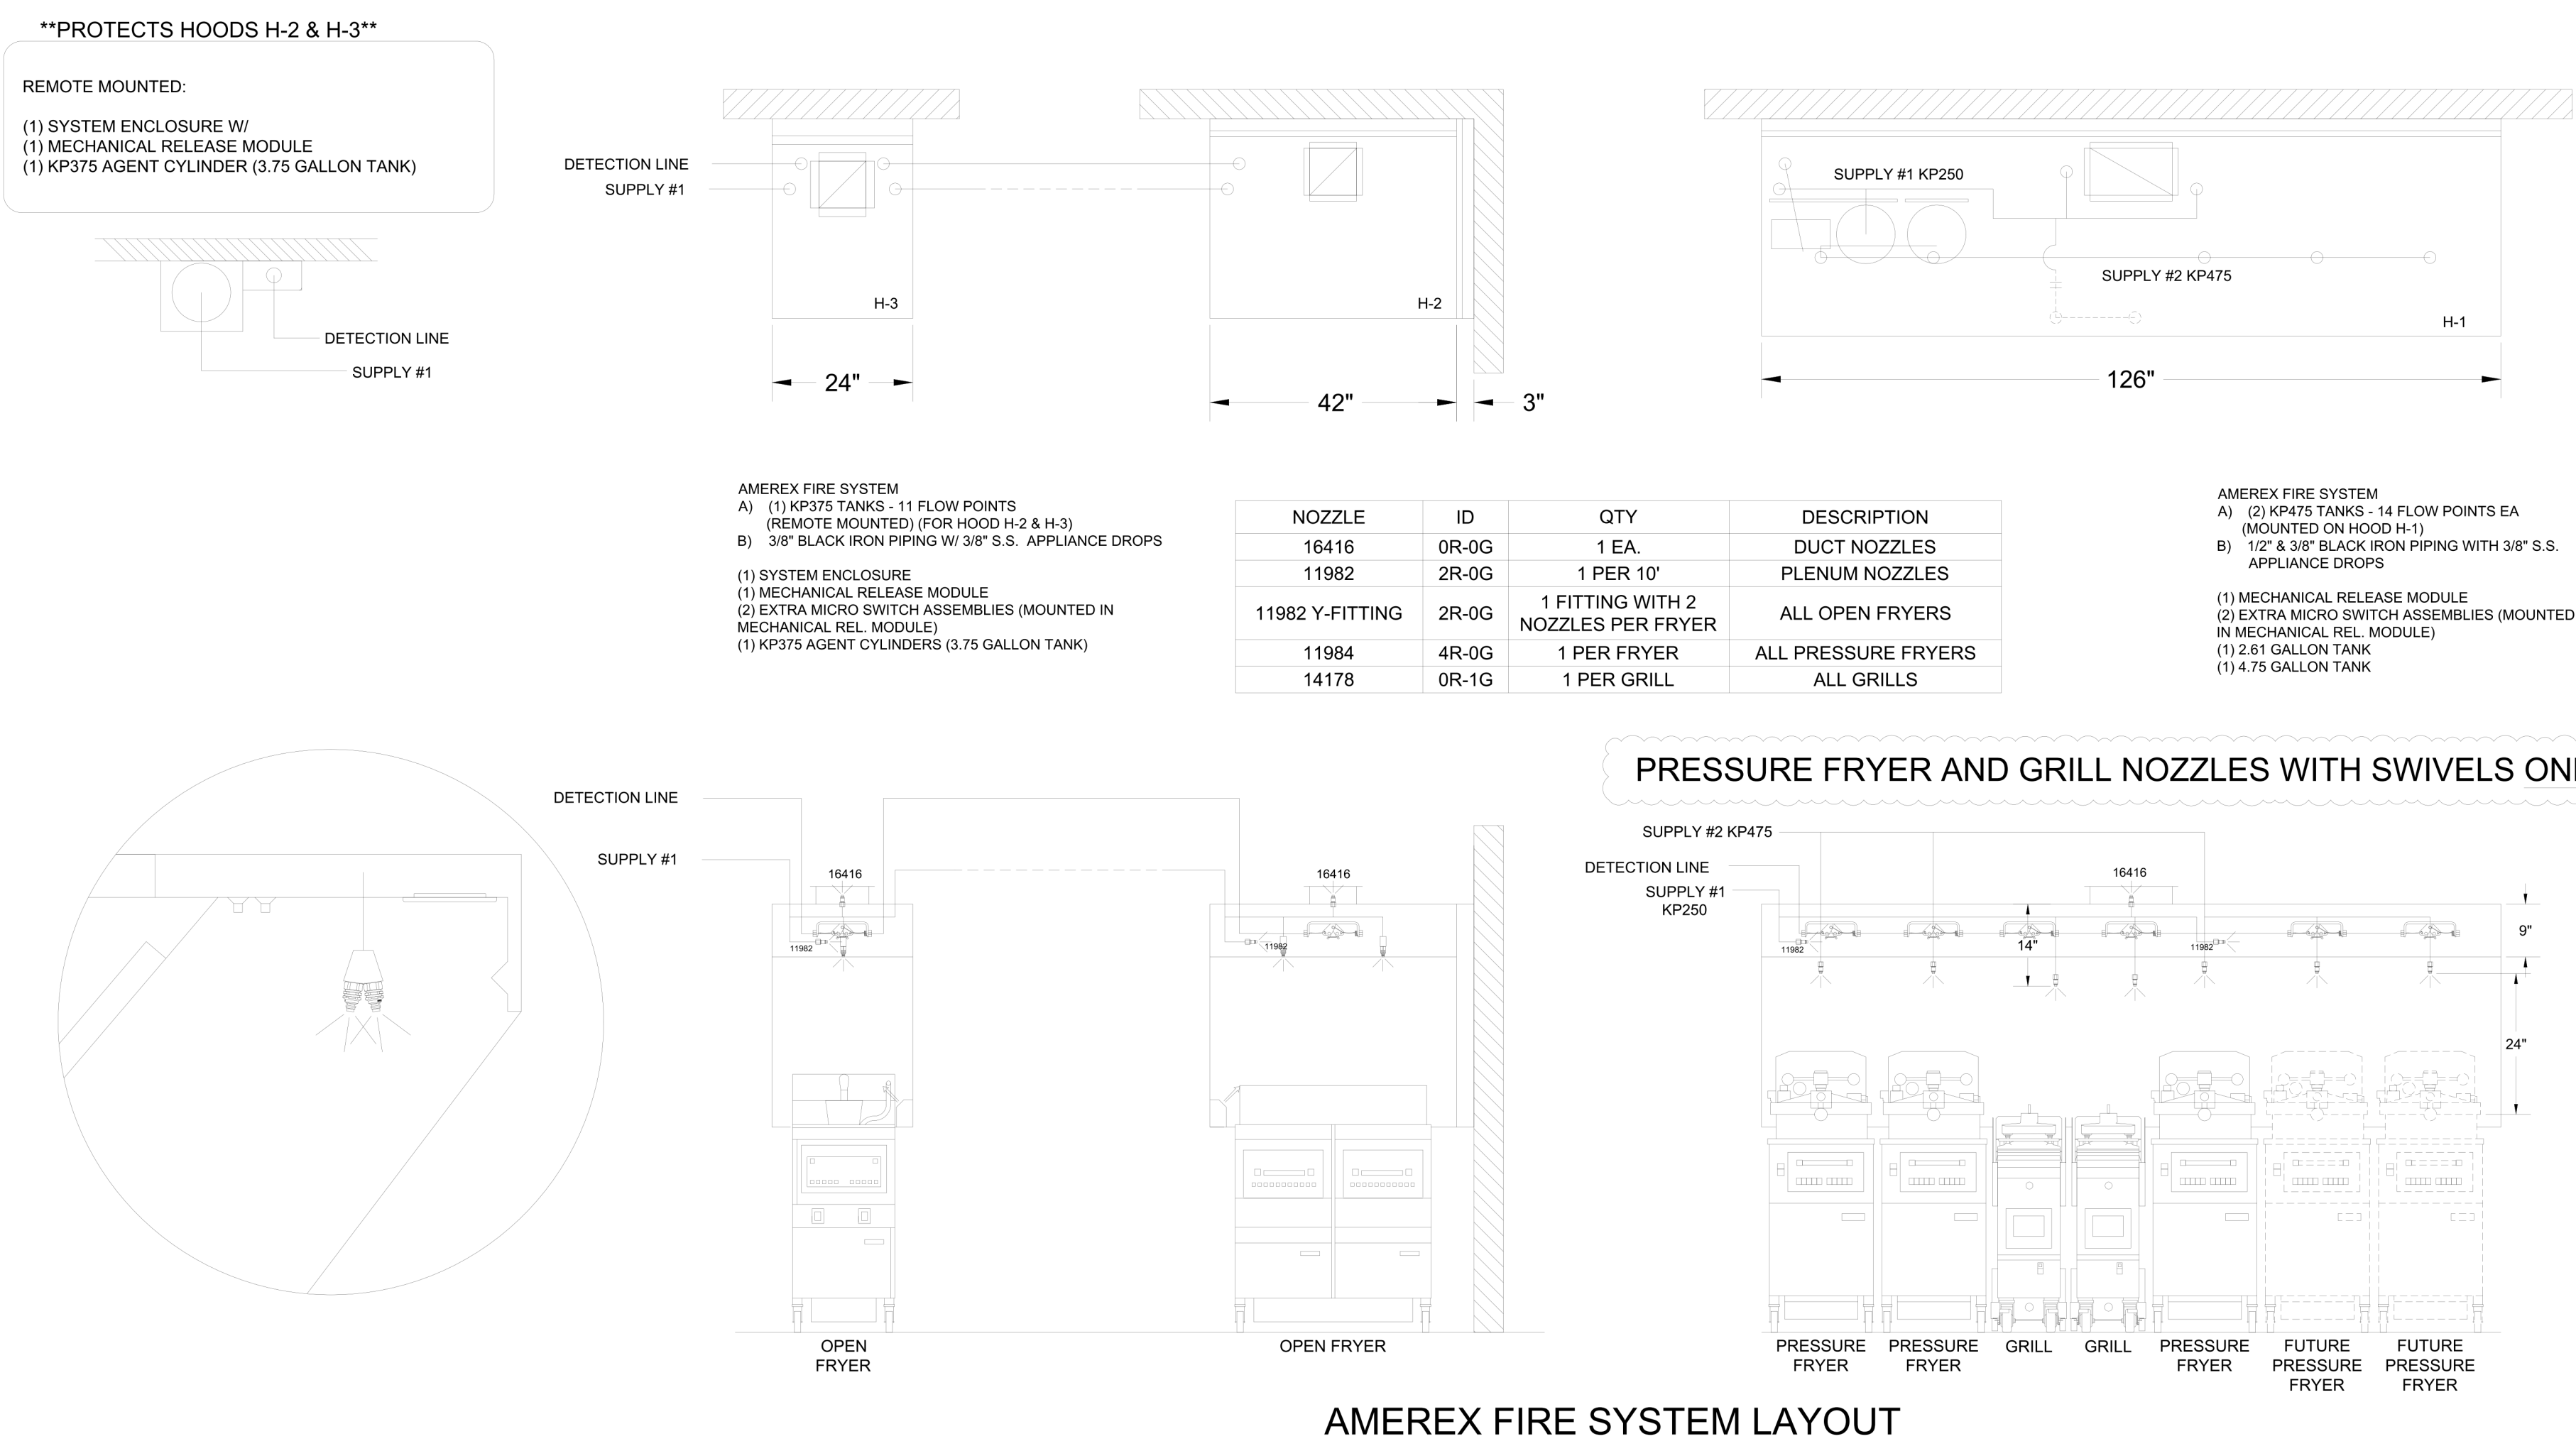 **PROTECTS HOODS H-2 & H-3**
REMOTE MOUNTED:
(1) SYSTEM ENCLOSURE W/
(1) MECHANICAL RELEASE MODULE
(1) KP375 AGENT CYLINDER (3.75 GALLON TANK)
DETECTION LINE
SUPPLY #1
DETECTION LINE
SUPPLY #1
H-3
H-2
24"
42"
3"
SUPPLY #1 KP250
SUPPLY #2 KP475
H-1
126"
AMEREX FIRE SYSTEM
A) (1) KP375 TANKS - 11 FLOW POINTS
(REMOTE MOUNTED) (FOR HOOD H-2 & H-3)
B) 3/8" BLACK IRON PIPING W/ 3/8" S.S. APPLIANCE DROPS
(1) SYSTEM ENCLOSURE
(1) MECHANICAL RELEASE MODULE
(2) EXTRA MICRO SWITCH ASSEMBLIES (MOUNTED IN
MECHANICAL REL. MODULE)
(1) KP375 AGENT CYLINDERS (3.75 GALLON TANK)
NOZZLE ID QTY DESCRIPTION
16416 0R-0G 1 EA. DUCT NOZZLES
11982 2R-0G 1 PER 10' PLENUM NOZZLES
11982 Y-FITTING 2R-0G 1 FITTING WITH 2 NOZZLES PER FRYER ALL OPEN FRYERS
11984 4R-0G 1 PER FRYER ALL PRESSURE FRYERS
14178 0R-1G 1 PER GRILL ALL GRILLS
AMEREX FIRE SYSTEM
A) (2) KP475 TANKS - 14 FLOW POINTS EA
(MOUNTED ON HOOD H-1)
B) 1/2" & 3/8" BLACK IRON PIPING WITH 3/8" S.S.
APPLIANCE DROPS
(1) MECHANICAL RELEASE MODULE
(2) EXTRA MICRO SWITCH ASSEMBLIES (MOUNTED
IN MECHANICAL REL. MODULE)
(1) 2.61 GALLON TANK
(1) 4.75 GALLON TANK
PRESSURE FRYER AND GRILL NOZZLES WITH SWIVELS
DETECTION LINE
SUPPLY #1
16416
11982
16416
11982
OPEN
FRYER
OPEN FRYER
SUPPLY #2 KP475
DETECTION LINE
SUPPLY #1
KP250
16416
11982
14"
11982
9"
24"
PRESSURE
FRYER
PRESSURE
FRYER
GRILL
GRILL
PRESSURE
FRYER
FUTURE
PRESSURE
FRYER
FUTURE
PRESSURE
FRYER
AMEREX FIRE SYSTEM LAYOUT